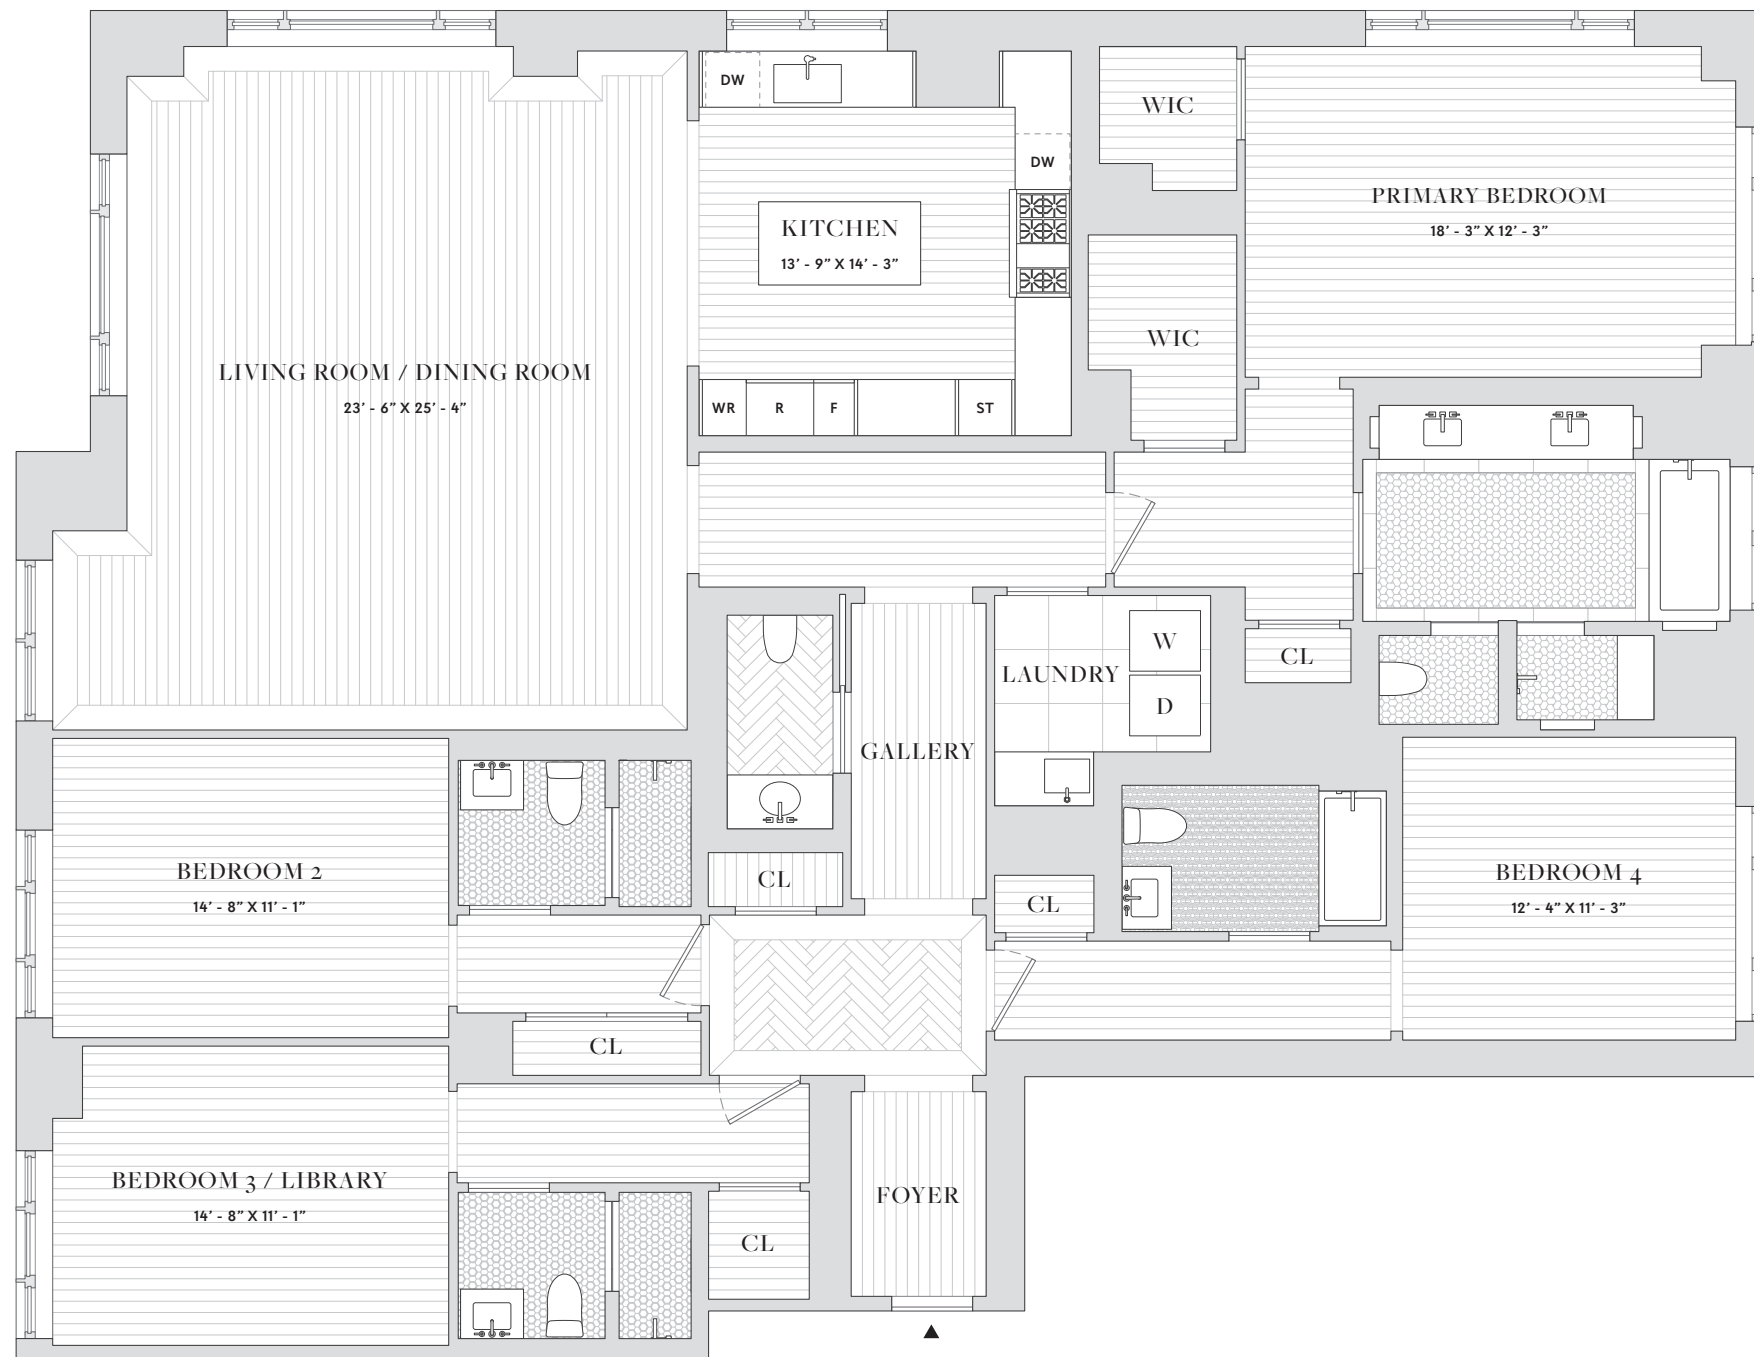 DW
WIC
DW
PRIMARY BEDROOM
18’ - 3” X 12’ - 3”
KITCHEN
13’ - 9” X 14’ - 3”
WIC
LIVING ROOM / DINING ROOM
23’ - 6” X 25’ - 4”
WR
R
F
ST
W
CL
LAUNDRY
D
GALLERY
BEDROOM 2
14’ - 8” X 11’ - 1”
CL
CL
BEDROOM 4
12’ - 4” X 11’ - 3”
CL
BEDROOM 3 / LIBRARY
14’ - 8” X 11’ - 1”
FOYER
CL